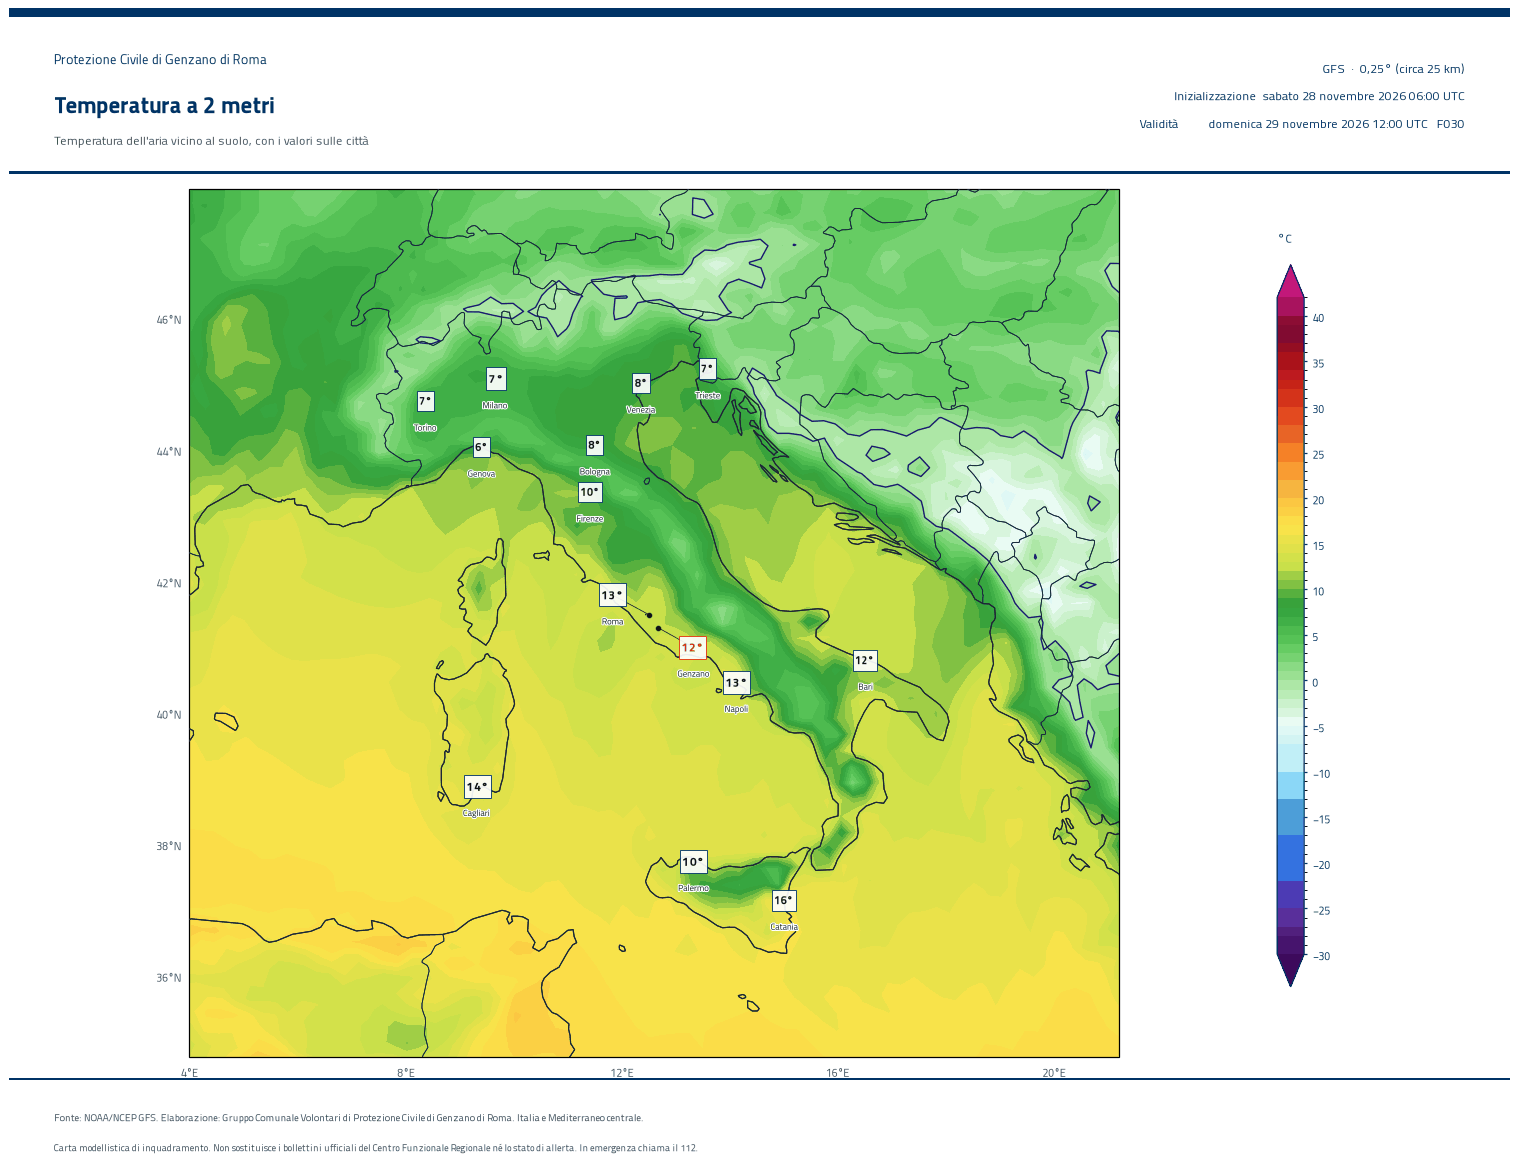 Protezione Civile di Genzano di Roma
Temperatura a 2 metri
Temperatura dell'aria vicino al suolo, con i valori sulle città
GFS · 0,25° (circa 25 km)
Inizializzazione sabato 28 novembre 2026 06:00 UTC
Validità domenica 29 novembre 2026 12:00 UTC F030
°C
40
35
30
25
20
15
10
5
0
−5
−10
−15
−20
−25
−30
46°N
44°N
42°N
40°N
38°N
36°N
4°E
8°E
12°E
16°E
20°E
7°
Torino
7°
Milano
8°
Venezia
7°
Trieste
6°
Genova
8°
Bologna
10°
Firenze
13°
Roma
12°
Genzano
13°
Napoli
12°
Bari
14°
Cagliari
10°
Palermo
16°
Catania
Fonte: NOAA/NCEP GFS. Elaborazione: Gruppo Comunale Volontari di Protezione Civile di Genzano di Roma. Italia e Mediterraneo centrale.
Carta modellistica di inquadramento. Non sostituisce i bollettini ufficiali del Centro Funzionale Regionale né lo stato di allerta. In emergenza chiama il 112.